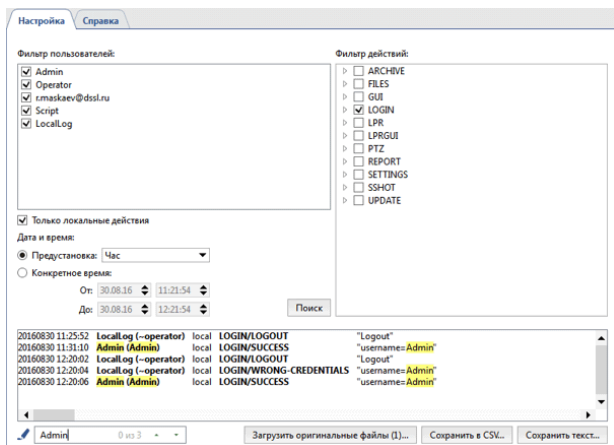 Настройка Справка
Фильтр пользователей:
Admin
Operator
r.maskaev@dssl.ru
Script
LocalLog
Фильтр действий:
ARCHIVE
FILES
GUI
LOGIN
LPR
LPRGUI
PTZ
REPORT
SETTINGS
SSHOT
UPDATE
Только локальные действия
Дата и время:
Предустановка: Час
Конкретное время:
От: 30.08.16 11:21:54
До: 30.08.16 12:21:54
Поиск
20160830 11:25:52 LocalLog (~operator) local LOGIN/LOGOUT "Logout"
20160830 11:31:10 Admin (Admin) local LOGIN/SUCCESS "username=Admin"
20160830 12:20:02 LocalLog (~operator) local LOGIN/LOGOUT "Logout"
20160830 12:20:04 LocalLog (~operator) local LOGIN/WRONG-CREDENTIALS "username=Admin"
20160830 12:20:06 Admin (Admin) local LOGIN/SUCCESS "username=Admin"
Admin 0 из 3
Загрузить оригинальные файлы (1)... Сохранить в CSV... Сохранить текст...